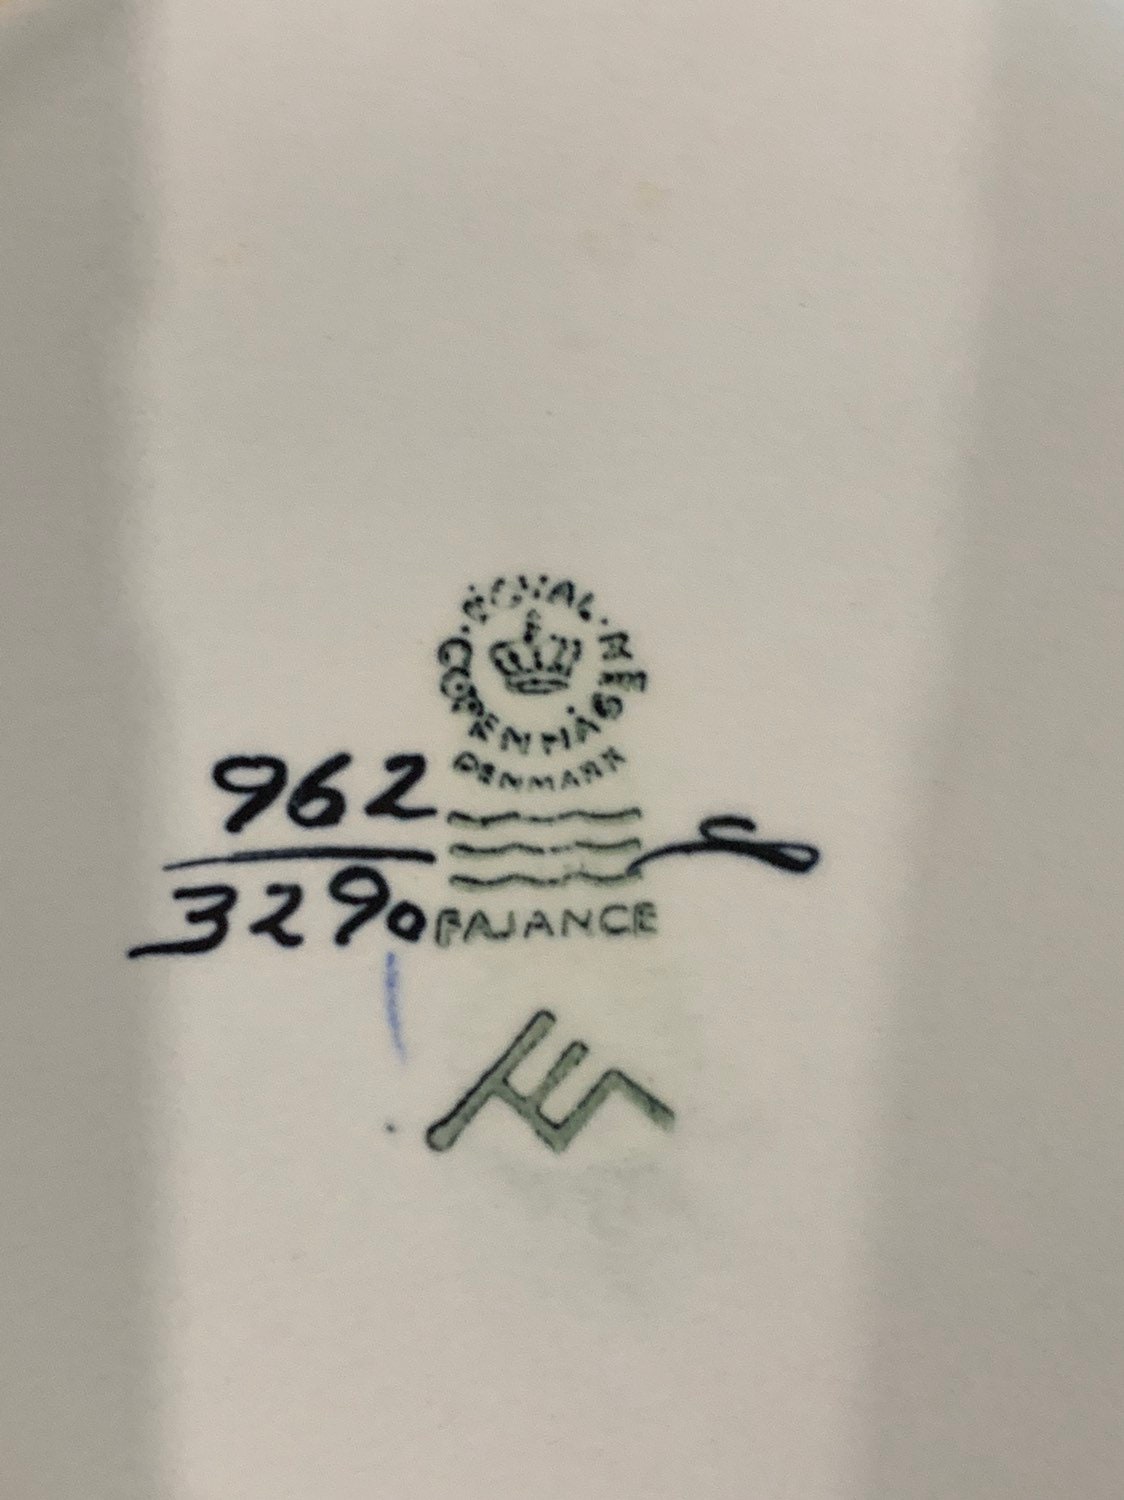 ROYAL
COPENHAGEN
DENMARK
962
3290
FAJANCE